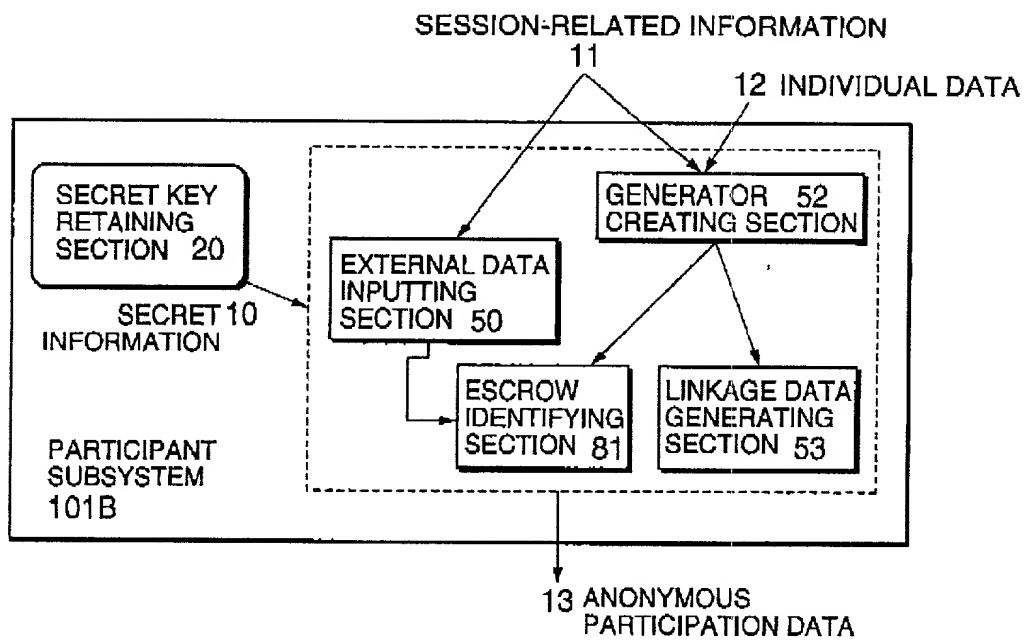 SESSION-RELATED INFORMATION
11
12 INDIVIDUAL DATA
SECRET KEY
RETAINING
SECTION 20
GENERATOR 52
CREATING SECTION
EXTERNAL DATA
INPUTTING
SECTION 50
SECRET 10
INFORMATION
ESCROW
IDENTIFYING
SECTION 81
LINKAGE DATA
GENERATING
SECTION 53
PARTICIPANT
SUBSYSTEM
101B
13 ANONYMOUS
PARTICIPATION DATA